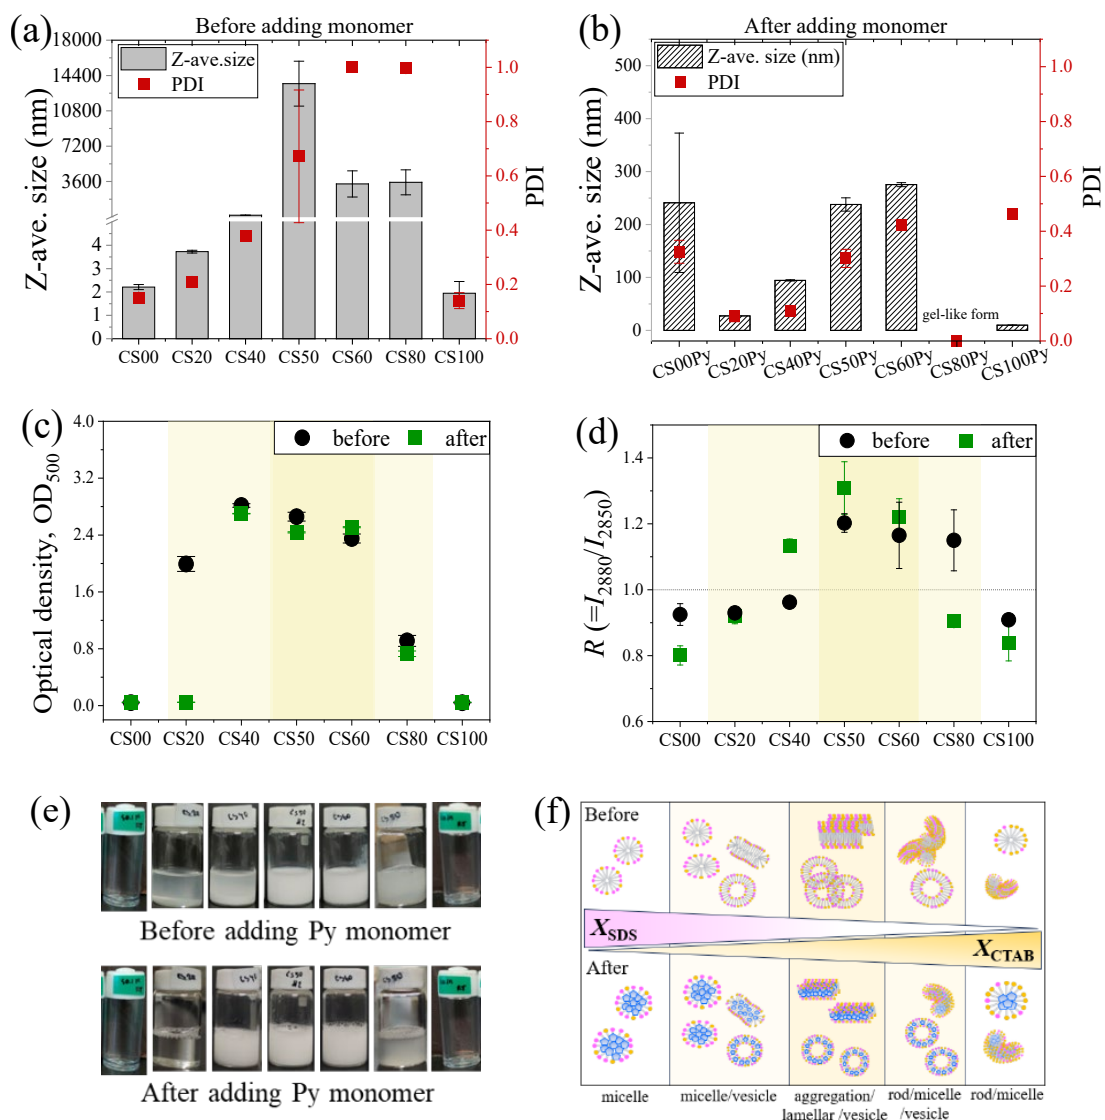 (a)
Before adding monomer
Z-ave. size (nm)
18000
14400
10800
7200
3600
4
3
2
1
0
Z-ave.size
PDI
1.0
0.8
0.6
0.4
0.2
0.0
PDI
CS00 CS20 CS40 CS50 CS60 CS80 CS100
(b)
After adding monomer
Z-ave. size (nm)
500
400
300
200
100
0
Z-ave. size (nm)
PDI
gel-like form
1.0
0.8
0.6
0.4
0.2
0.0
PDI
CS00Py CS20Py CS40Py CS50Py CS60Py CS80Py CS100Py
(c)
before after
Optical density, OD500
4.0
3.2
2.4
1.6
0.8
0.0
CS00 CS20 CS40 CS50 CS60 CS80 CS100
(d)
before after
R (=I2880/I2850)
1.4
1.2
1.0
0.8
0.6
CS00 CS20 CS40 CS50 CS60 CS80 CS100
(e)
Before adding Py monomer
After adding Py monomer
(f)
Before
XSDS
XCTAB
After
micelle
micelle/vesicle
aggregation/
lamellar /vesicle
rod/micelle
/vesicle
rod/micelle